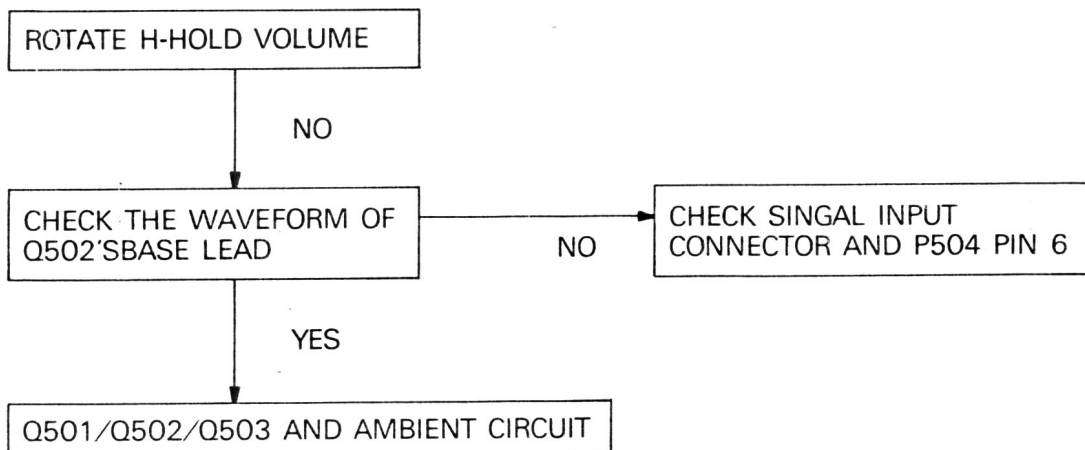 ROTATE H-HOLD VOLUME
NO
CHECK THE WAVEFORM OF
Q502'SBASE LEAD
NO
CHECK SINGAL INPUT
CONNECTOR AND P504 PIN 6
YES
Q501/Q502/Q503 AND AMBIENT CIRCUIT